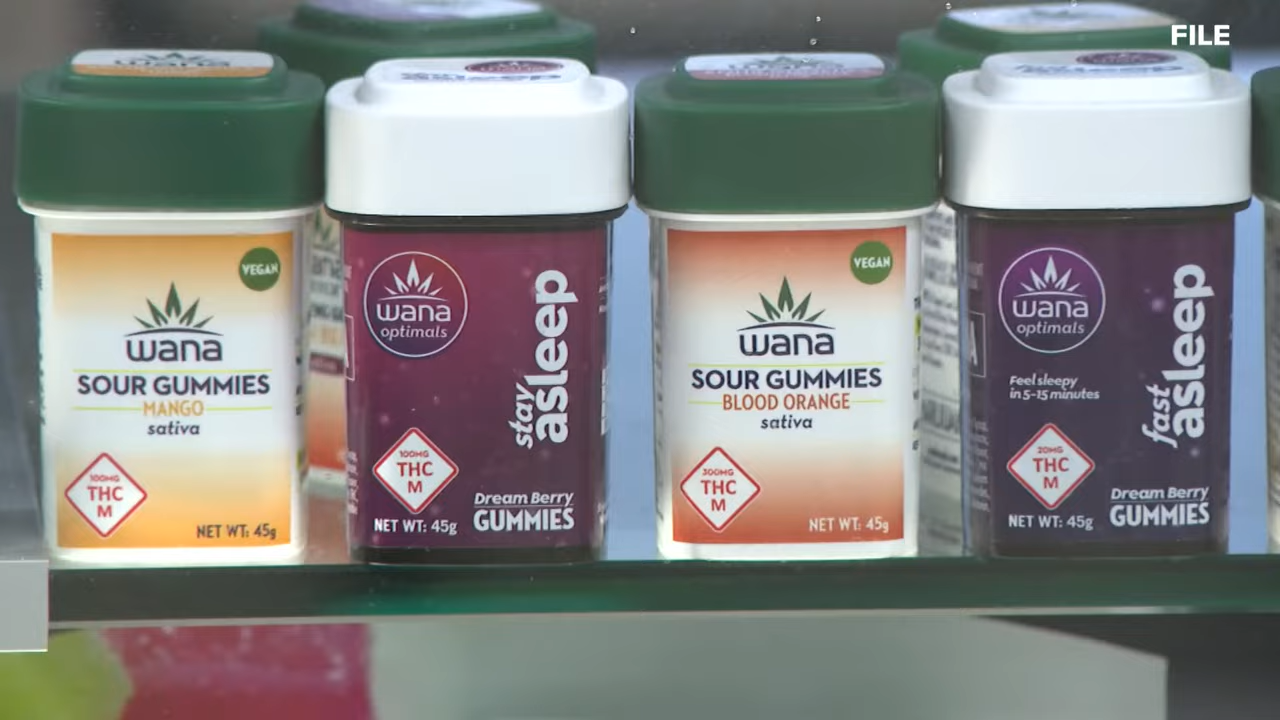 FILE
wana
VEGAN
wana
SOUR GUMMIES
MANGO
sativa
100MG
THC
M
NET WT: 45g
wana
optimals
stay
asleep
100MG
THC
M
Dream Berry
GUMMIES
NET WT: 45g
VEGAN
wana
SOUR GUMMIES
BLOOD ORANGE
sativa
300MG
THC
M
NET WT: 45g
wana
optimals
Feel sleepy
in 5-15 minutes
fast
asleep
20MG
THC
M
Dream Berry
GUMMIES
NET WT: 45g